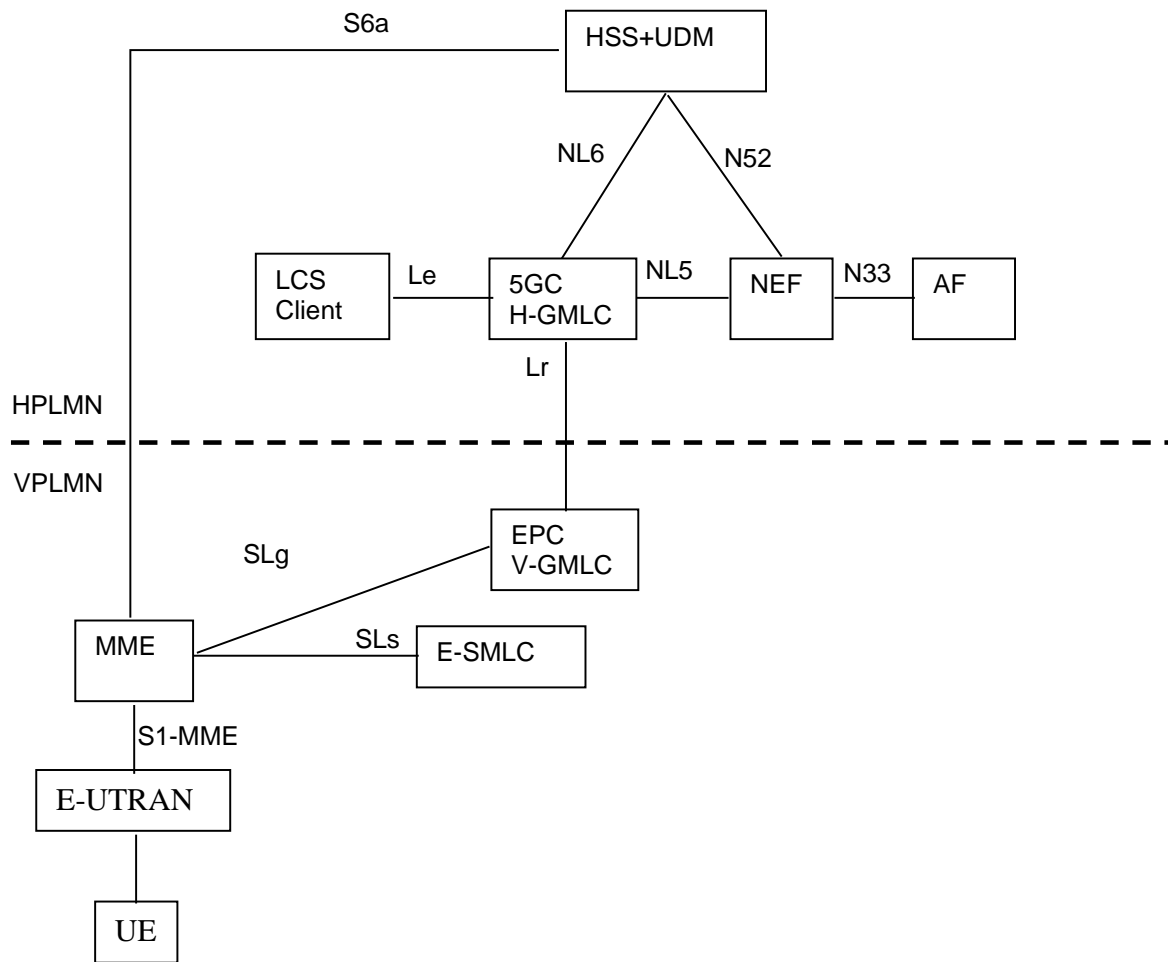 S6a
HSS+UDM
NL6
N52
LCS
Client
Le
5GC
H-GMLC
NL5
NEF
N33
AF
Lr
HPLMN
VPLMN
EPC
V-GMLC
SLg
MME
SLs
E-SMLC
S1-MME
E-UTRAN
UE